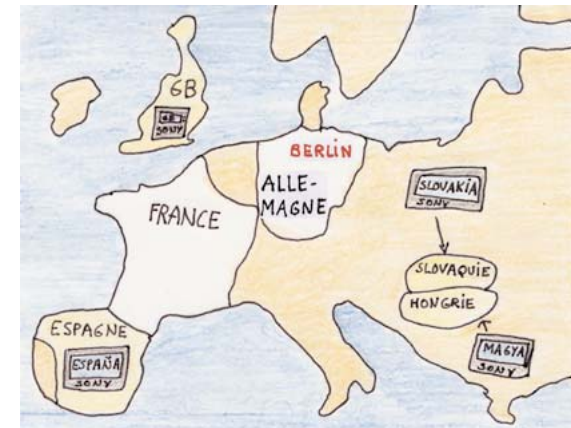 GB
SONY
BERLIN
ALLE-
MAGNE
FRANCE
SLOVAKIA
SONY
SLOVAQUIE
HONGRIE
ESPAGNE
ESPAÑA
SONY
MAGYA
SONY